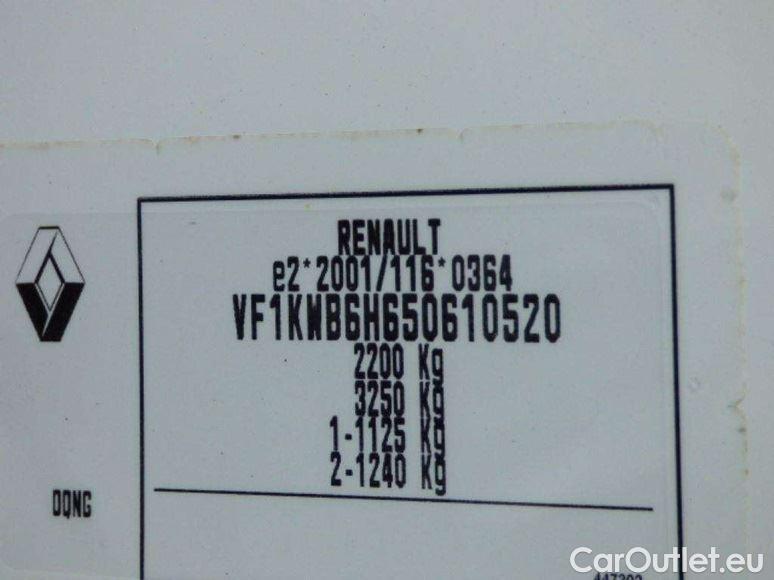 RENAULT
e2*2001/116*0364
VF1KWB6H650610520
2200 Kg
3250 Kg
1-1125 Kg
2-1240 Kg
DQNG
CarOutlet.eu